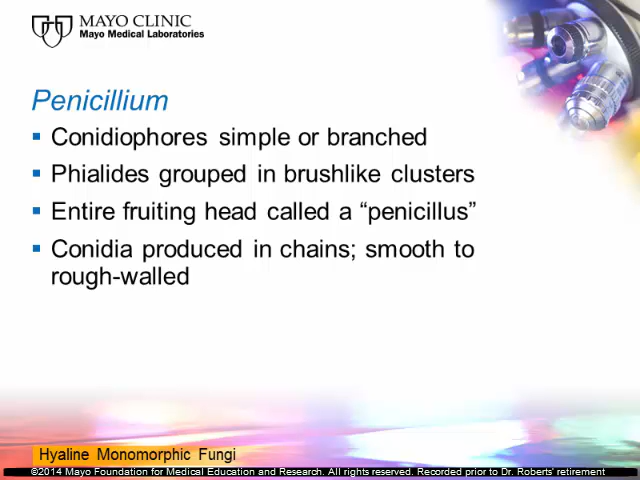 MAYO CLINIC
Mayo Medical Laboratories
Penicillium
Conidiophores simple or branched
Phialides grouped in brushlike clusters
Entire fruiting head called a “penicillus”
Conidia produced in chains; smooth to
rough-walled
Hyaline Monomorphic Fungi
©2014 Mayo Foundation for Medical Education and Research. All rights reserved. Recorded prior to Dr. Roberts' retirement